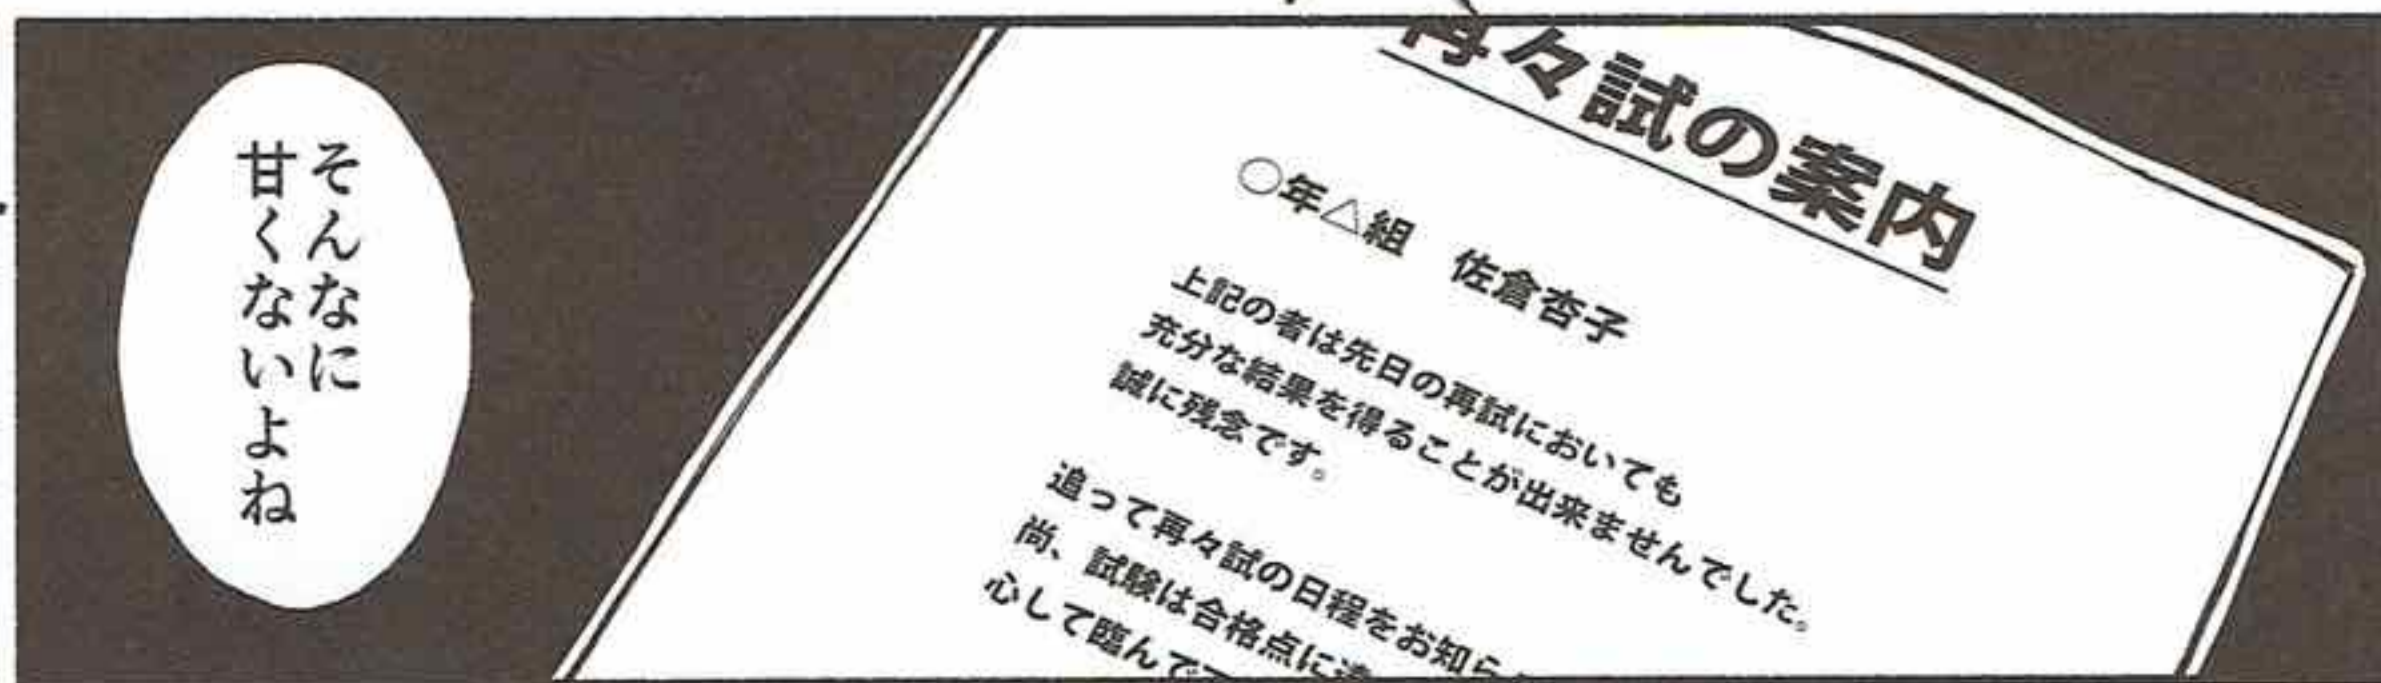 再々試の案内
○年△組 佐倉杏子
上記の者は先日の再試においても
充分な結果を得ることが出来ませんでした。
誠に残念です。
追って再々試の日程をお知ら
尚、試験は合格点に
心して臨んで
そんなに
甘くないよね